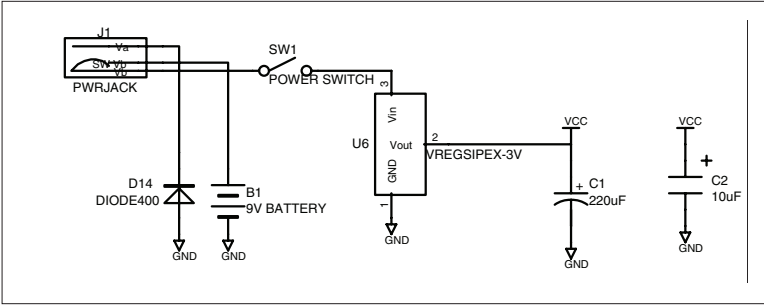 J1
Va
SW Vb
Vb
PWRJACK
SW1
POWER SWITCH
3
Vin
U6
Vout
2
VREGSIPEX-3V
GND
1
GND
VCC
C1
+
220uF
GND
VCC
+
C2
10uF
GND
D14
DIODE400
GND
B1
9V BATTERY
GND